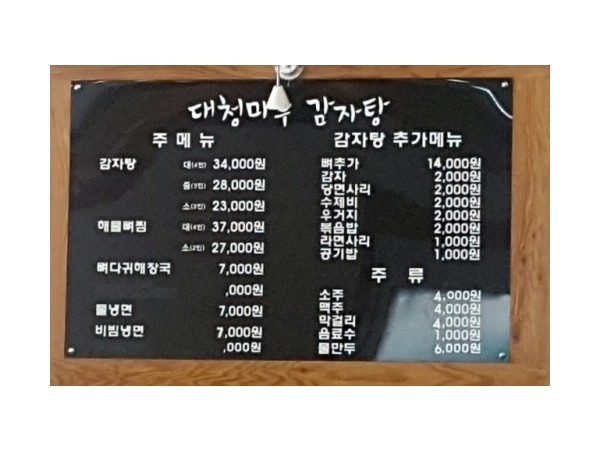 대청마루 감자탕
주 메 뉴
감자탕 대(4인) 34,000원
중(3인) 28,000원
소(2인) 23,000원
해물뼈찜 대(4인) 37,000원
소(2인) 27,000원
뼈다귀해장국 7,000원
,000원
물냉면 7,000원
비빔냉면 7,000원
,000원
감자탕 추가메뉴
뼈추가 14,000원
감자 2,000원
당면사리 2,000원
수제비 2,000원
우거지 2,000원
볶음밥 2,000원
라면사리 1,000원
공기밥 1,000원
주 류
소주 4,000원
맥주 4,000원
막걸리 4,000원
음료수 1,000원
물만두 6,000원